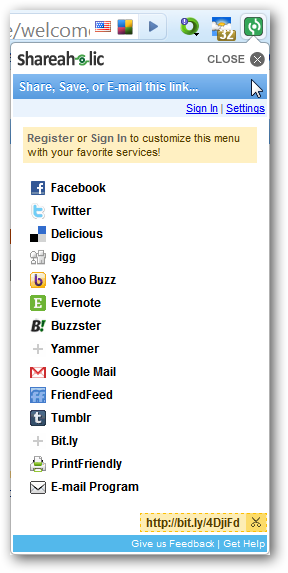 e/welcome
32
shareaholic
CLOSE
Share, Save, or E-mail this link...
Sign In | Settings
Register or Sign In to customize this menu
with your favorite services!
Facebook
Twitter
Delicious
Digg
Yahoo Buzz
Evernote
B! Buzzster
Yammer
Google Mail
FriendFeed
Tumblr
Bit.ly
PrintFriendly
E-mail Program
http://bit.ly/4DjiFd
Give us Feedback | Get Help